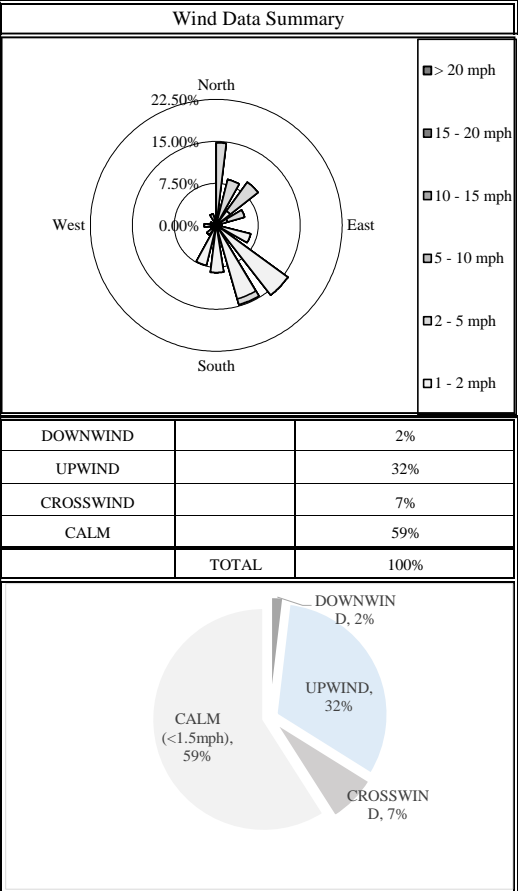 Wind Data Summary
North
22.50%
15.00%
7.50%
0.00%
West
East
South
> 20 mph
15 - 20 mph
10 - 15 mph
5 - 10 mph
2 - 5 mph
1 - 2 mph
DOWNWIND 2%
UPWIND 32%
CROSSWIND 7%
CALM 59%
TOTAL 100%
DOWNWIN
D, 2%
UPWIND,
32%
CALM
(<1.5mph),
59%
CROSSWIN
D, 7%